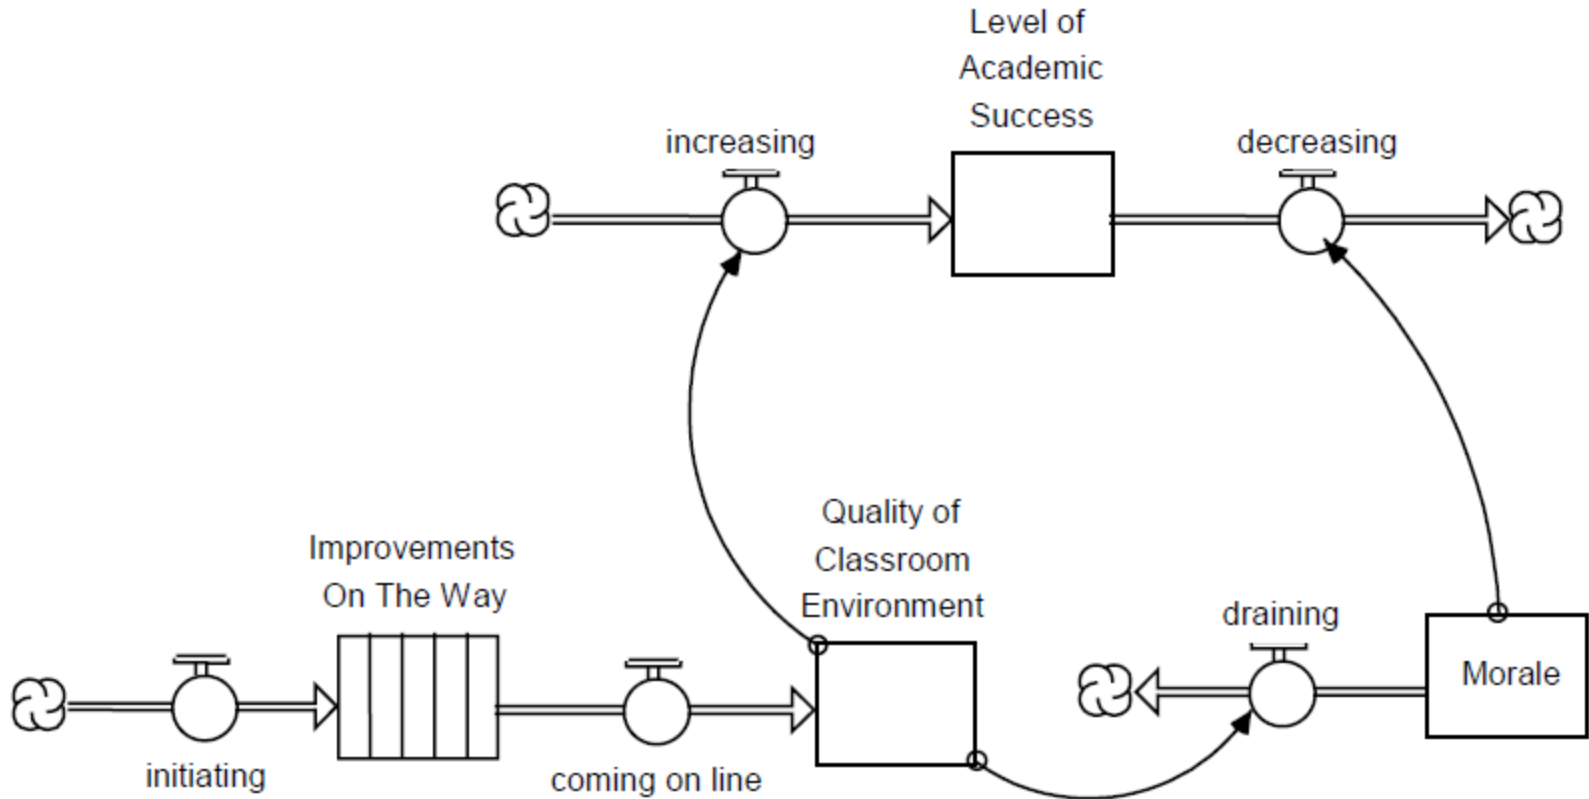 Level of
Academic
Success
increasing
decreasing
Quality of
Classroom
Environment
Improvements
On The Way
draining
Morale
initiating
coming on line